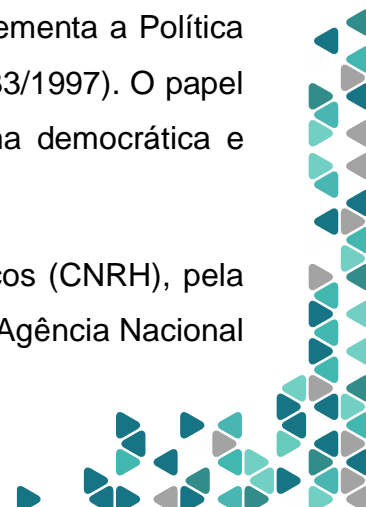 ementa a Política
33/1997). O papel
na democrática e
cos (CNRH), pela
Agência Nacional